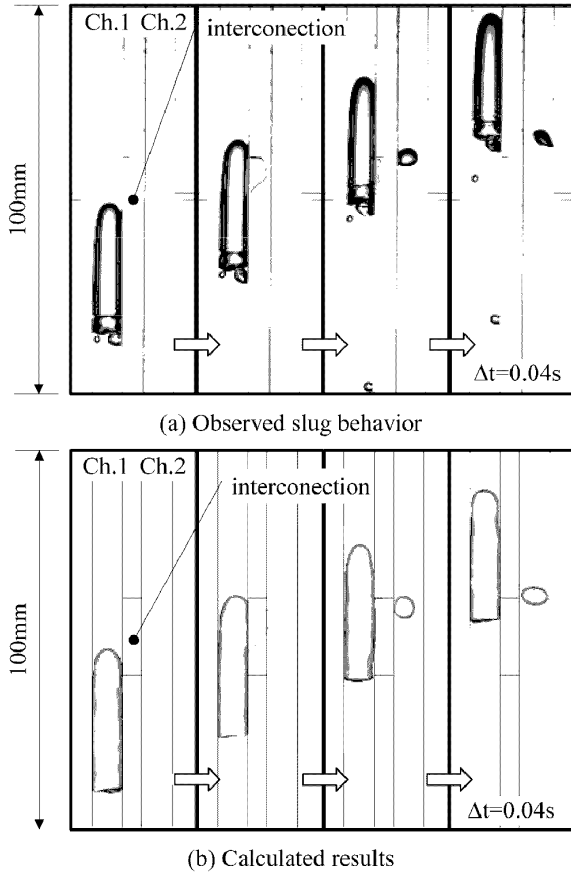 Ch.1 Ch.2
interconection
100mm
Δt=0.04s
(a) Observed slug behavior
Ch.1 Ch.2
interconection
100mm
Δt=0.04s
(b) Calculated results